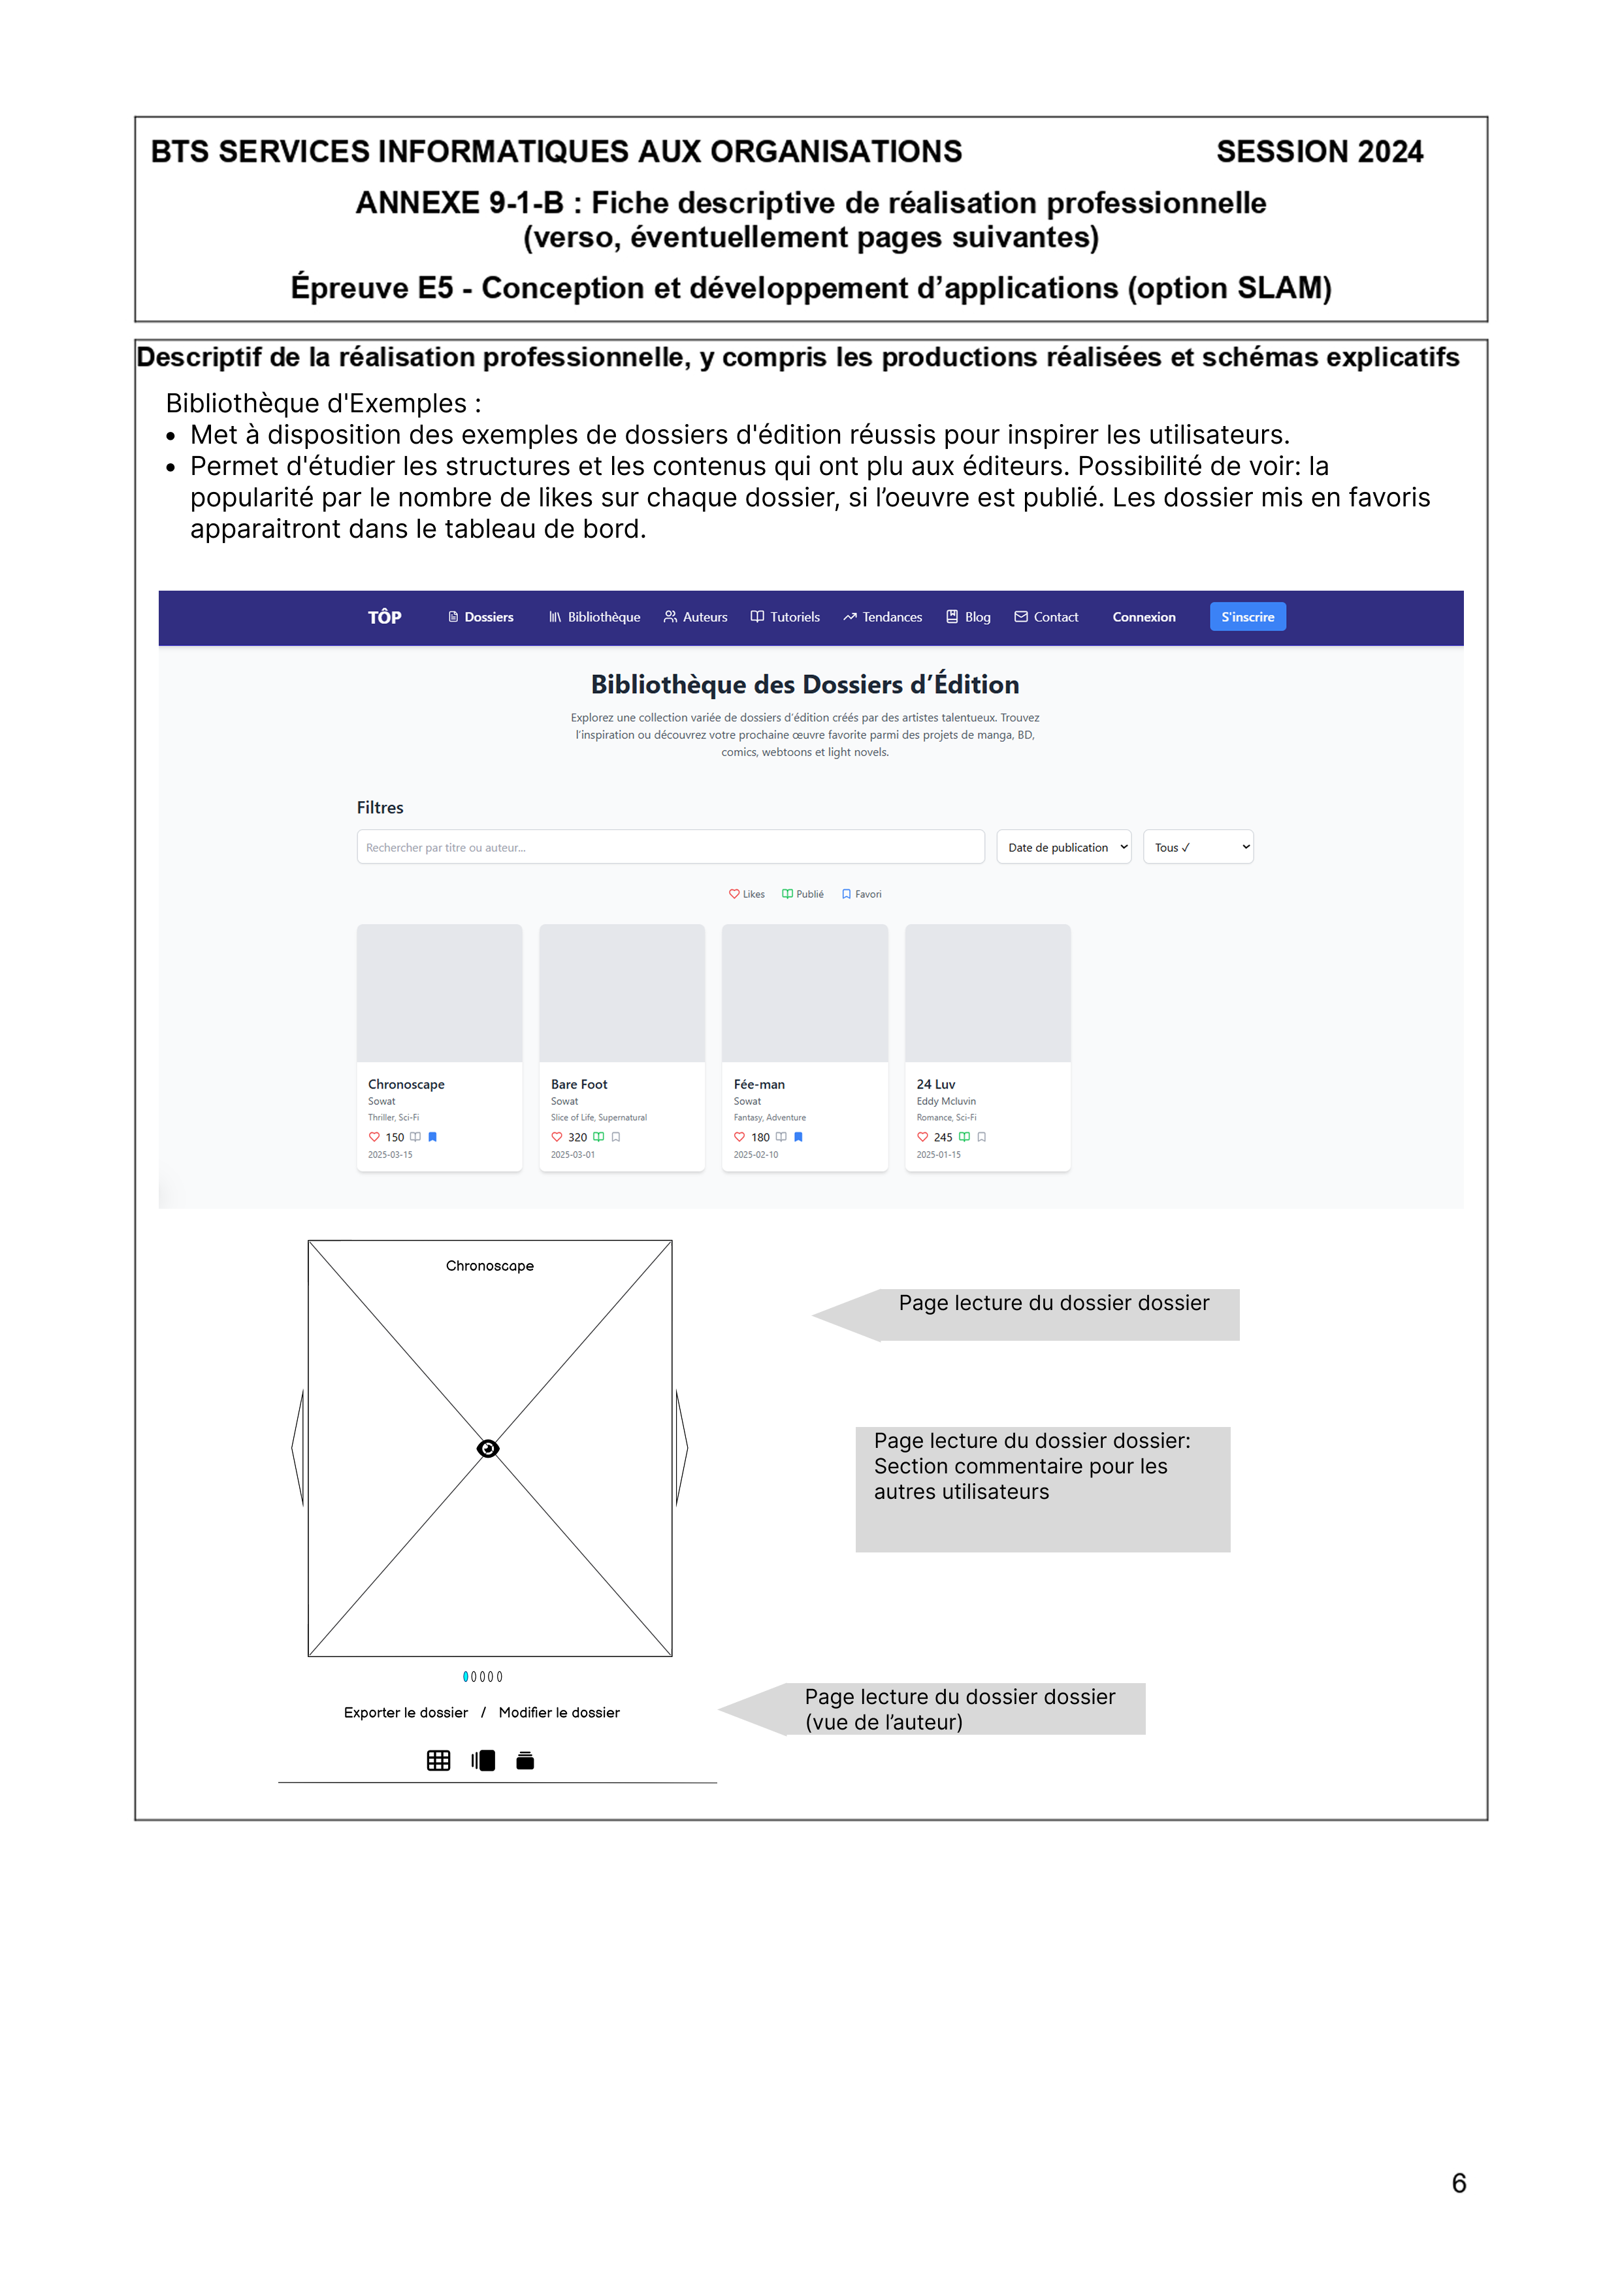 BTS SERVICES INFORMATIQUES AUX ORGANISATIONS SESSION 2024
ANNEXE 9-1-B : Fiche descriptive de réalisation professionnelle
(verso, éventuellement pages suivantes)
Épreuve E5 - Conception et développement d’applications (option SLAM)
Descriptif de la réalisation professionnelle, y compris les productions réalisées et schémas explicatifs
Bibliothèque d'Exemples :
• Met à disposition des exemples de dossiers d'édition réussis pour inspirer les utilisateurs.
• Permet d'étudier les structures et les contenus qui ont plu aux éditeurs. Possibilité de voir: la
popularité par le nombre de likes sur chaque dossier, si l’oeuvre est publié. Les dossier mis en favoris
apparaitront dans le tableau de bord.
TÔP Dossiers Bibliothèque Auteurs Tutoriels Tendances Blog Contact Connexion S'inscrire
Bibliothèque des Dossiers d’Édition
Explorez une collection variée de dossiers d’édition créés par des artistes talentueux. Trouvez
l’inspiration ou découvrez votre prochaine œuvre favorite parmi des projets de manga, BD,
comics, webtoons et light novels.
Filtres
Rechercher par titre ou auteur... Date de publication Tous ✓
Likes Publié Favori
Chronoscape
Sowat
Thriller, Sci-Fi
150
2025-03-15
Bare Foot
Sowat
Slice of Life, Supernatural
320
2025-03-01
Fée-man
Sowat
Fantasy, Adventure
180
2025-02-10
24 Luv
Eddy Mcluvin
Romance, Sci-Fi
245
2025-01-15
Chronoscape
Page lecture du dossier dossier
Page lecture du dossier dossier:
Section commentaire pour les
autres utilisateurs
Page lecture du dossier dossier
(vue de l’auteur)
Exporter le dossier / Modifier le dossier
6